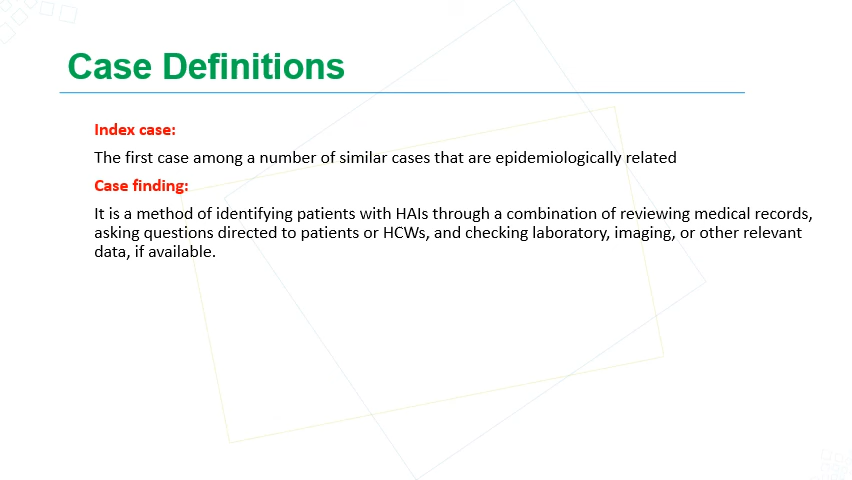 Case Definitions
Index case:
The first case among a number of similar cases that are epidemiologically related
Case finding:
It is a method of identifying patients with HAIs through a combination of reviewing medical records,
asking questions directed to patients or HCWs, and checking laboratory, imaging, or other relevant
data, if available.